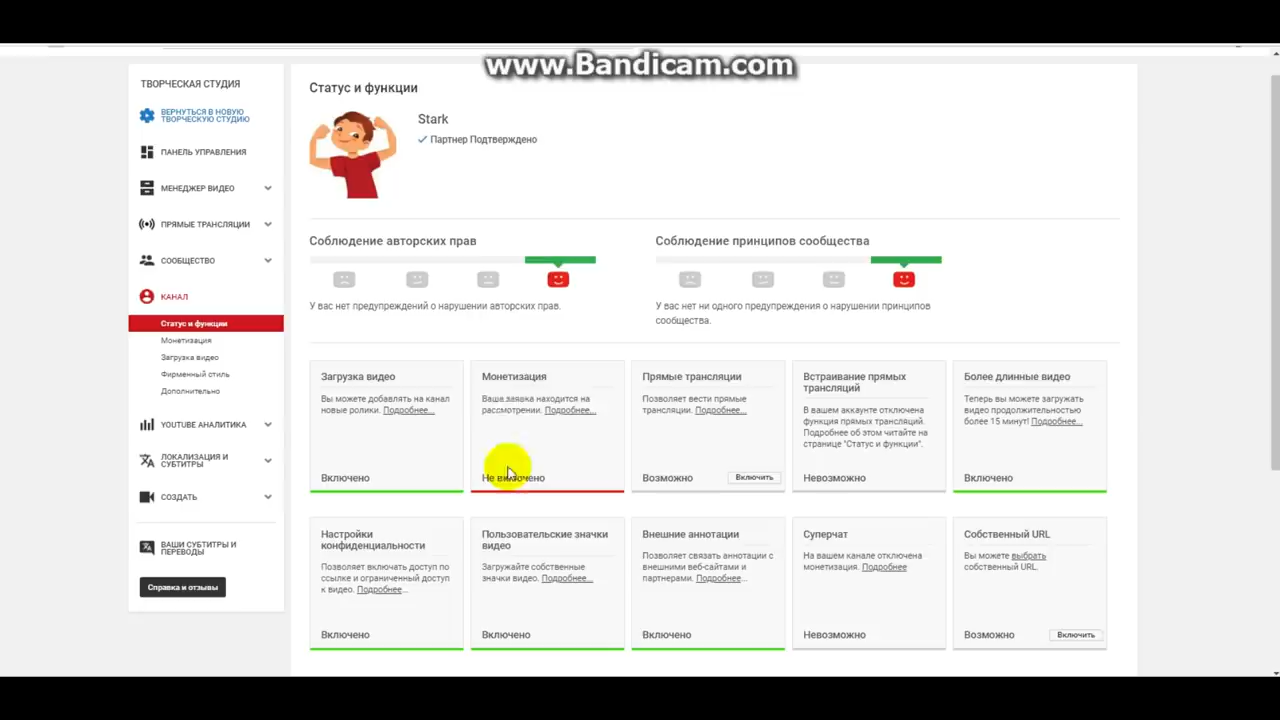 www.Bandicam.com
ТВОРЧЕСКАЯ СТУДИЯ
ВЕРНУТЬСЯ В НОВУЮ
ТВОРЧЕСКУЮ СТУДИЮ
ПАНЕЛЬ УПРАВЛЕНИЯ
МЕНЕДЖЕР ВИДЕО
ПРЯМЫЕ ТРАНСЛЯЦИИ
СООБЩЕСТВО
КАНАЛ
Статус и функции
Монетизация
Загрузка видео
Фирменный стиль
Дополнительно
YOUTUBE АНАЛИТИКА
ЛОКАЛИЗАЦИЯ И
СУБТИТРЫ
СОЗДАТЬ
ВАШИ СУБТИТРЫ И
ПЕРЕВОДЫ
Справка и отзывы
Статус и функции
Stark
Партнер Подтверждено
Соблюдение авторских прав
У вас нет предупреждений о нарушении авторских прав.
Соблюдение принципов сообщества
У вас нет ни одного предупреждения о нарушении принципов
сообщества.
Загрузка видео
Вы можете добавлять на канал
новые ролики. Подробнее...
Включено
Монетизация
Ваша заявка находится на
рассмотрении. Подробнее...
Не включено
Прямые трансляции
Позволяет вести прямые
трансляции. Подробнее...
Возможно
Включить
Встраивание прямых
трансляций
В вашем аккаунте отключена
функция прямых трансляций.
Подробнее об этом читайте на
странице "Статус и функции".
Невозможно
Более длинные видео
Теперь вы можете загружать
видео продолжительностью
более 15 минут! Подробнее...
Включено
Настройки
конфиденциальности
Позволяет включать доступ по
ссылке и ограниченный доступ
к видео. Подробнее...
Включено
Пользовательские значки
видео
Загружайте собственные
значки видео. Подробнее...
Включено
Внешние аннотации
Позволяет связать аннотации с
внешними веб-сайтами и
партнерами. Подробнее...
Включено
Суперчат
На вашем канале отключена
монетизация. Подробнее
Невозможно
Собственный URL
Вы можете выбрать
собственный URL.
Возможно
Включить